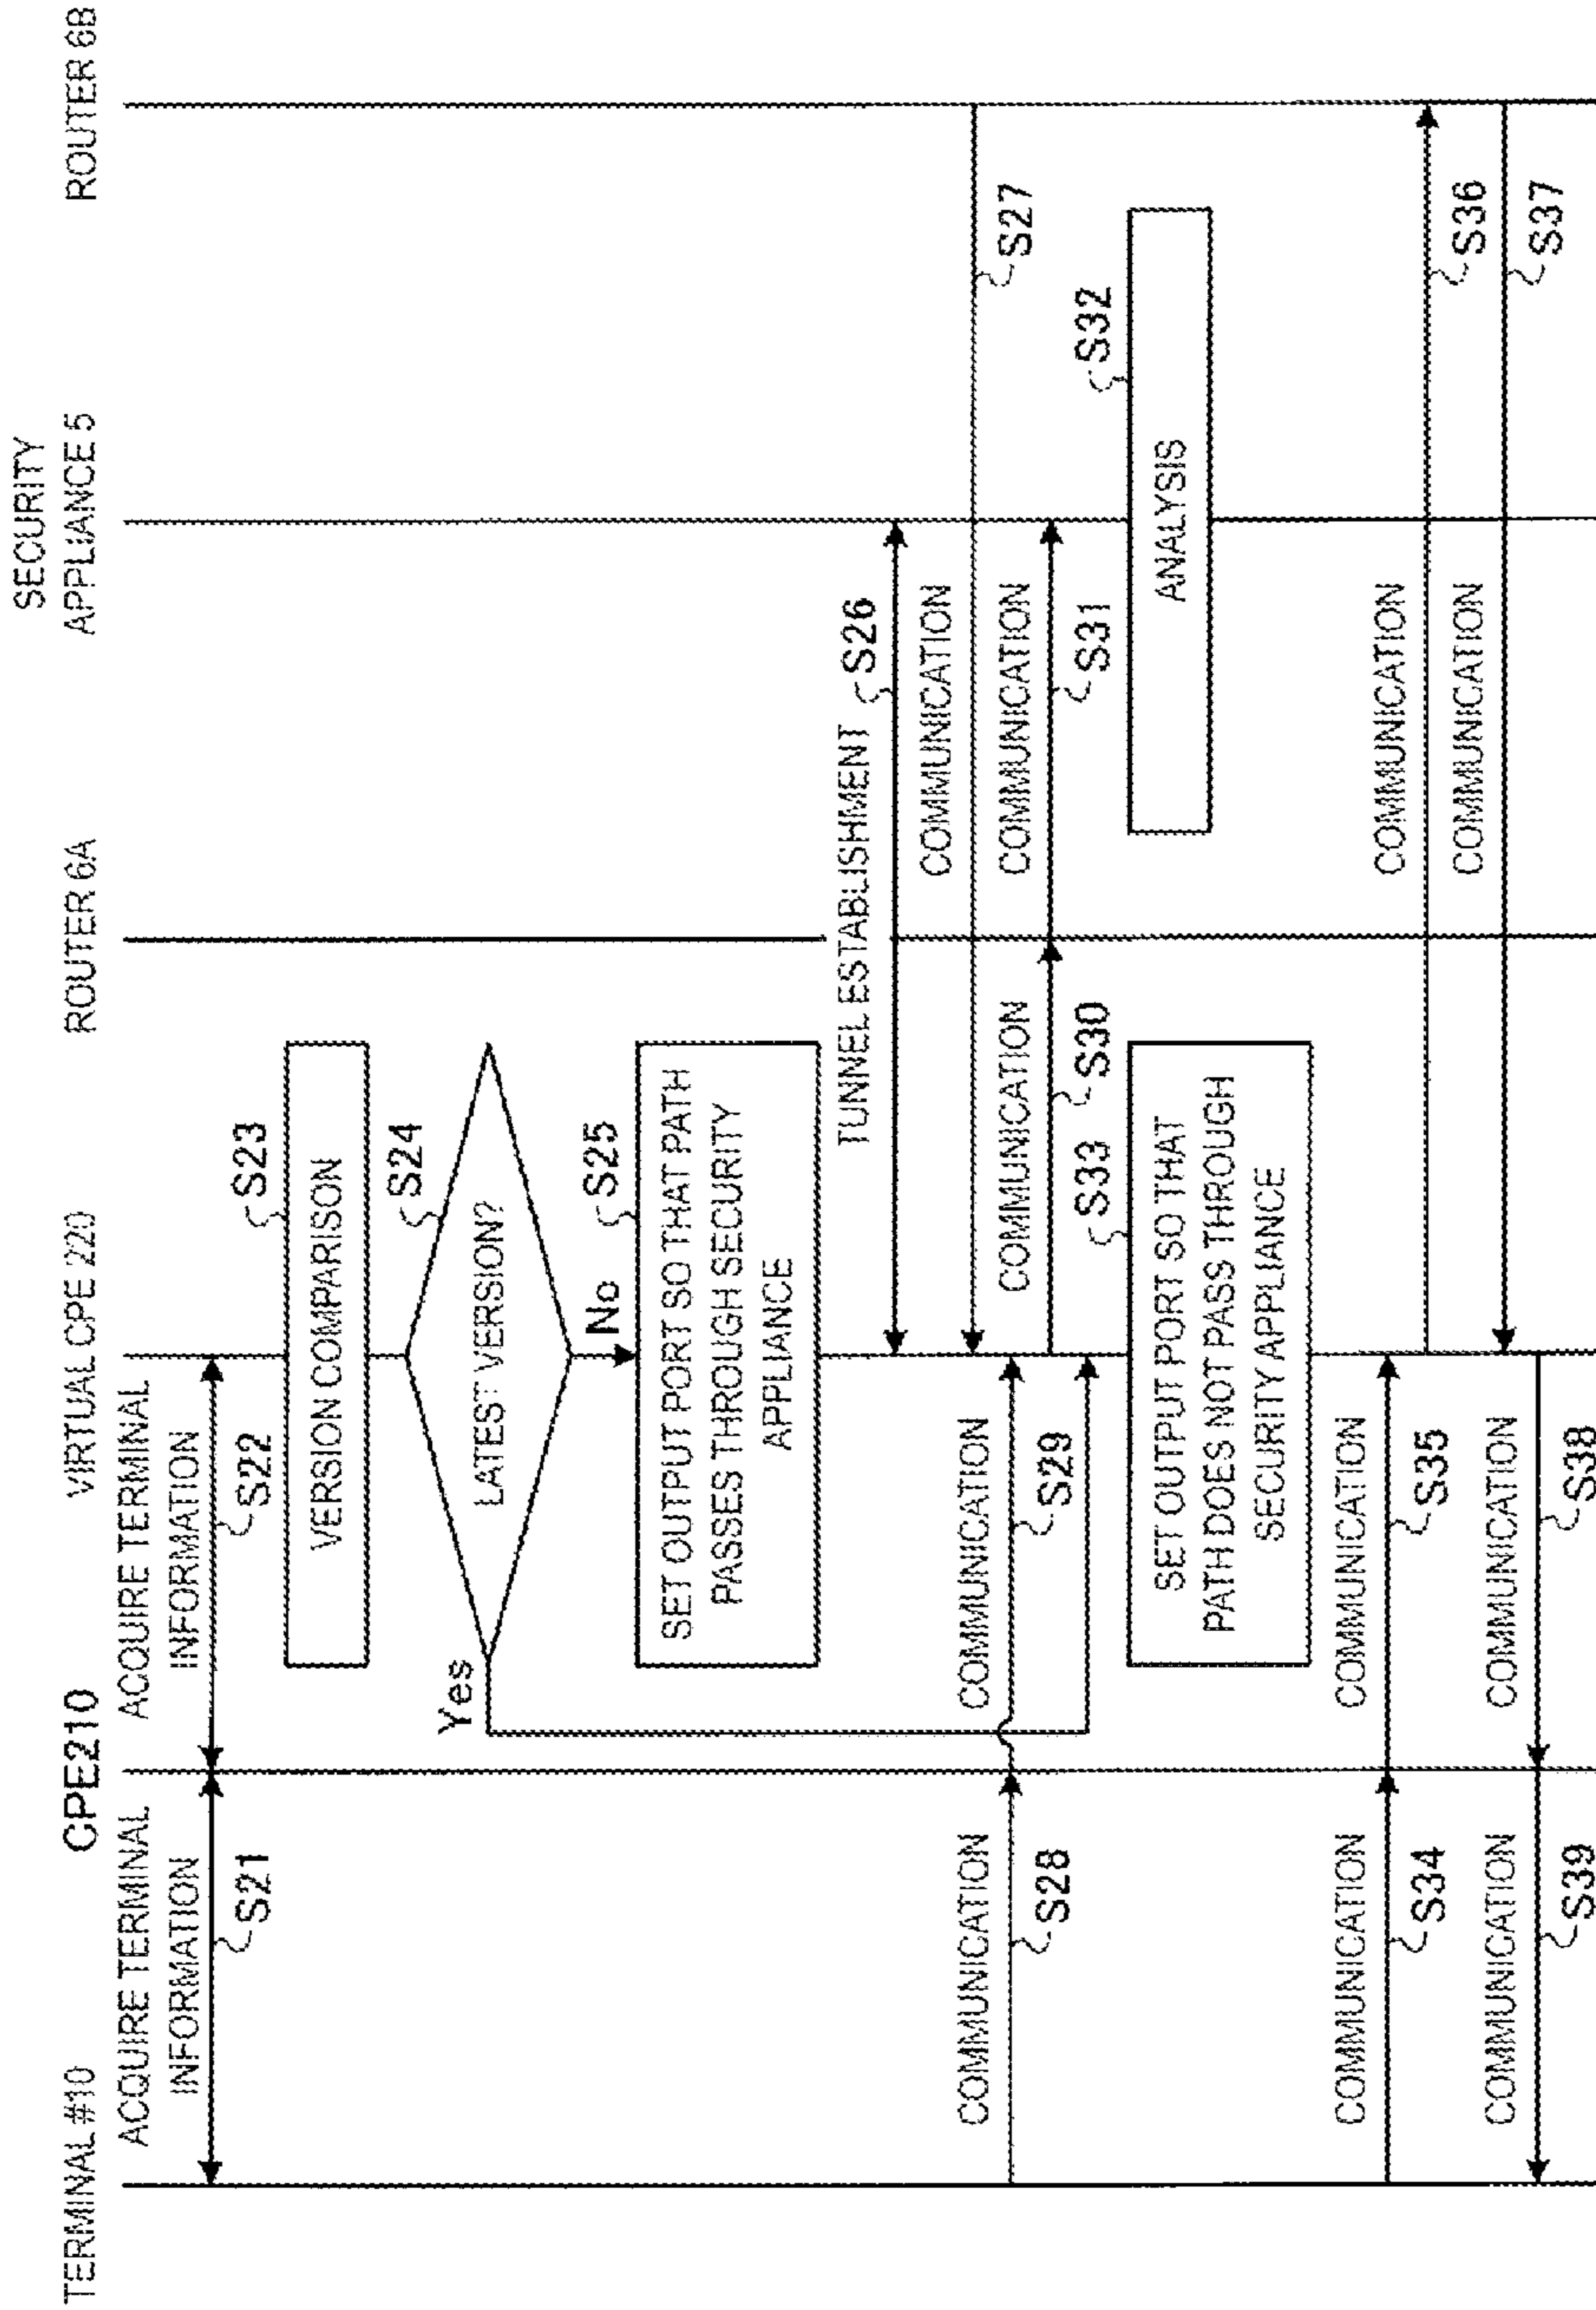 TERMINAL #10
CPE210
VIRTUAL CPE 220
ROUTER 6A
SECURITY
APPLIANCE 5
ROUTER 6B
ACQUIRE TERMINAL
INFORMATION
S21
ACQUIRE TERMINAL
INFORMATION
S22
VERSION COMPARISON
S23
LATEST VERSION?
S24
Yes
No
SET OUTPUT PORT SO THAT PATH
PASSES THROUGH SECURITY
APPLIANCE
S25
TUNNEL ESTABLISHMENT
S26
COMMUNICATION
S27
COMMUNICATION
S28
COMMUNICATION
S29
COMMUNICATION
S30
COMMUNICATION
S31
ANALYSIS
S32
SET OUTPUT PORT SO THAT
PATH DOES NOT PASS THROUGH
SECURITY APPLIANCE
S33
COMMUNICATION
S34
COMMUNICATION
S35
COMMUNICATION
S36
COMMUNICATION
S37
COMMUNICATION
S38
COMMUNICATION
S39